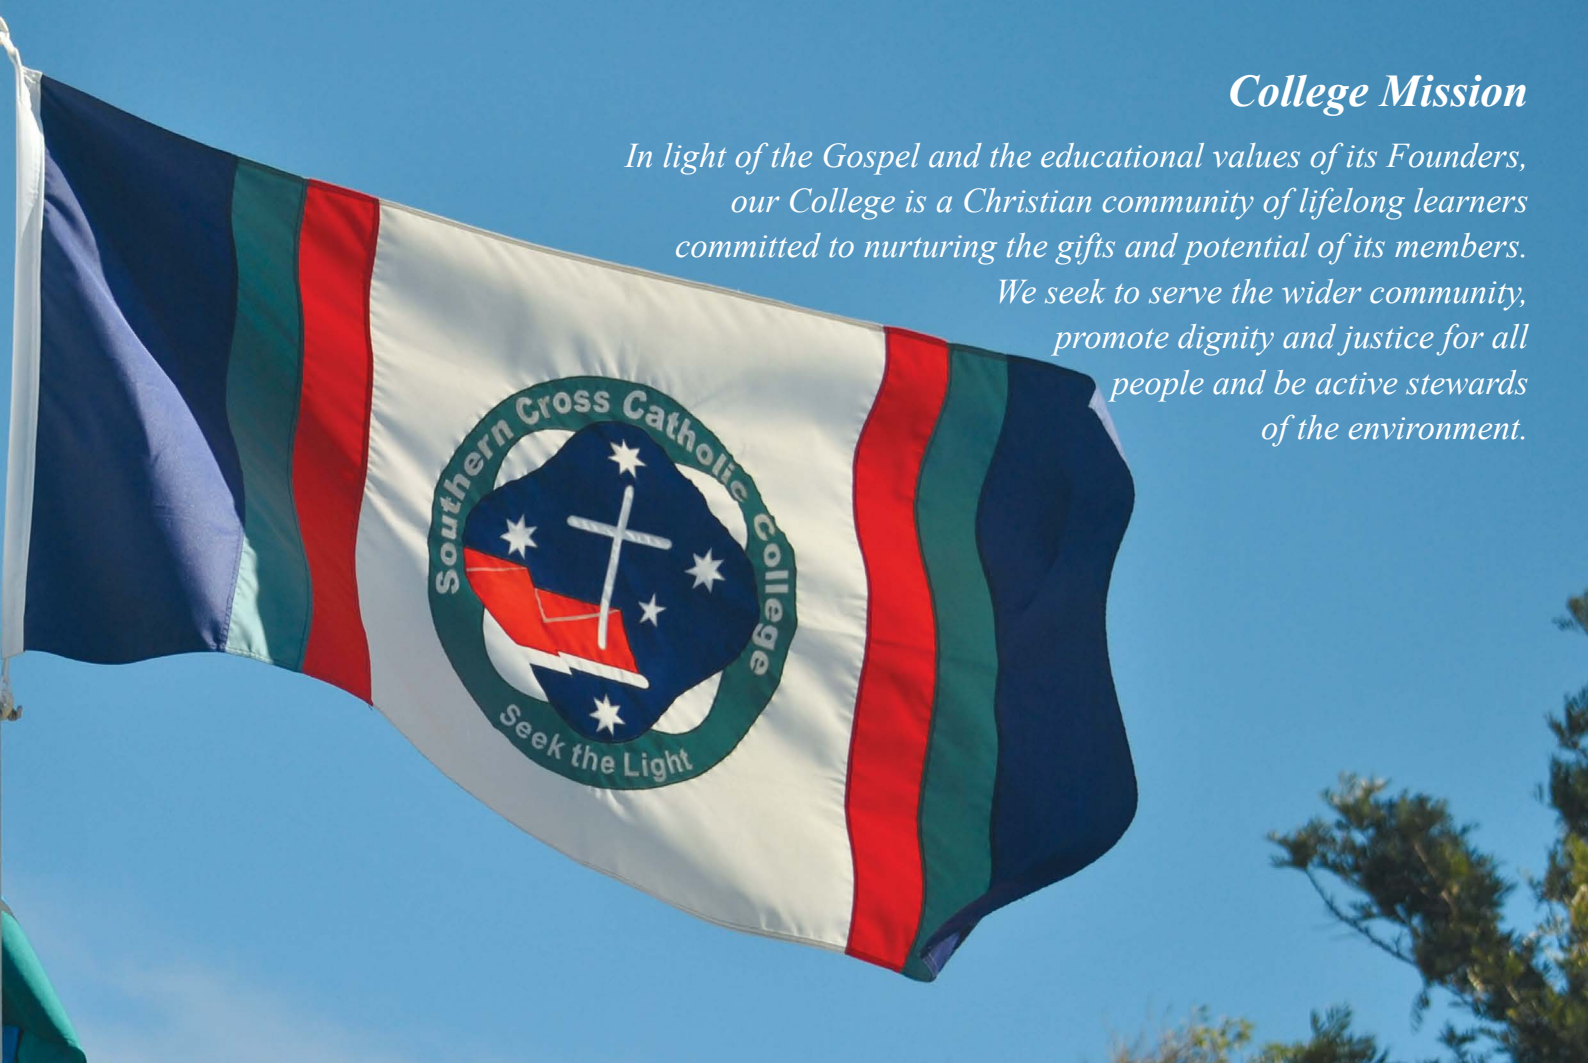 College Mission
In light of the Gospel and the educational values of its Founders,
our College is a Christian community of lifelong learners
committed to nurturing the gifts and potential of its members.
We seek to serve the wider community,
promote dignity and justice for all
people and be active stewards
of the environment.
Southern Cross Catholic College
Seek the Light